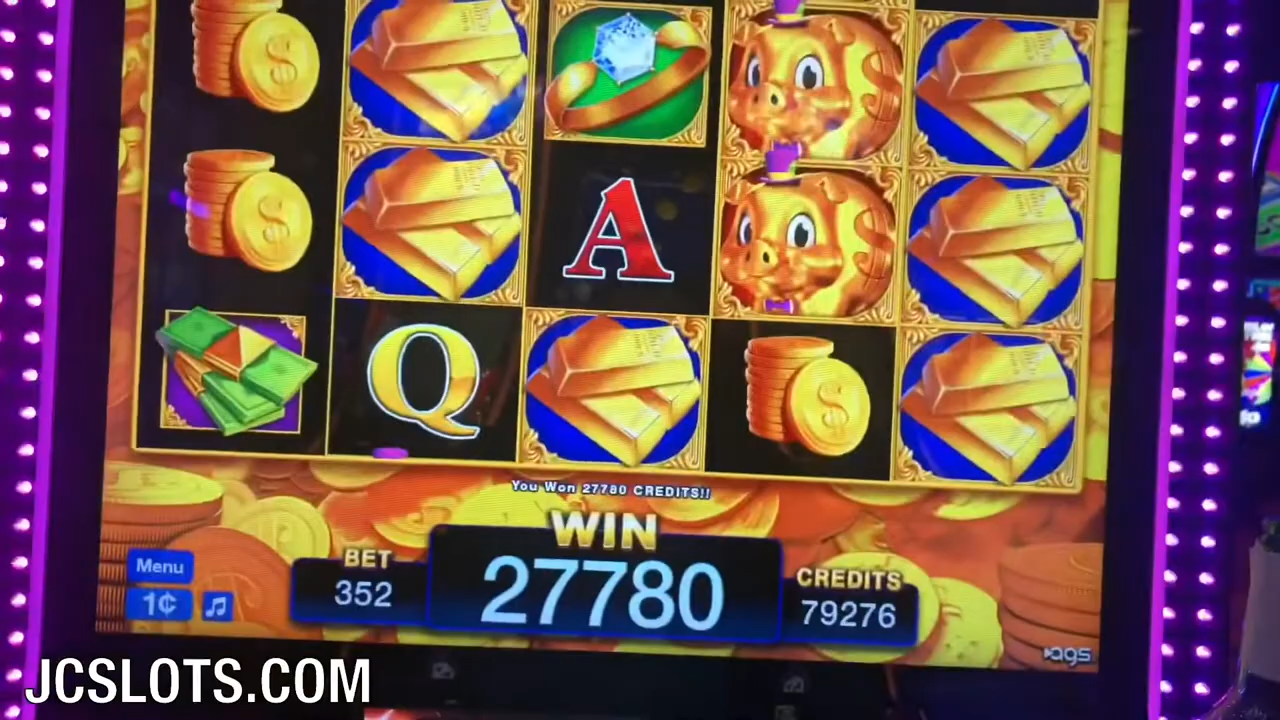 $
$
$
A
$
$
Q
$
You Won 27780 CREDITS!!
WIN
27780
BET
352
CREDITS
79276
Menu
1¢
ags
JCSLOTS.COM